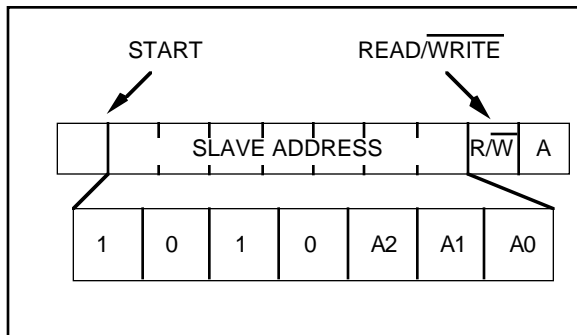 START READ/WRITE
SLAVE ADDRESS R/W A
1 0 1 0 A2 A1 A0